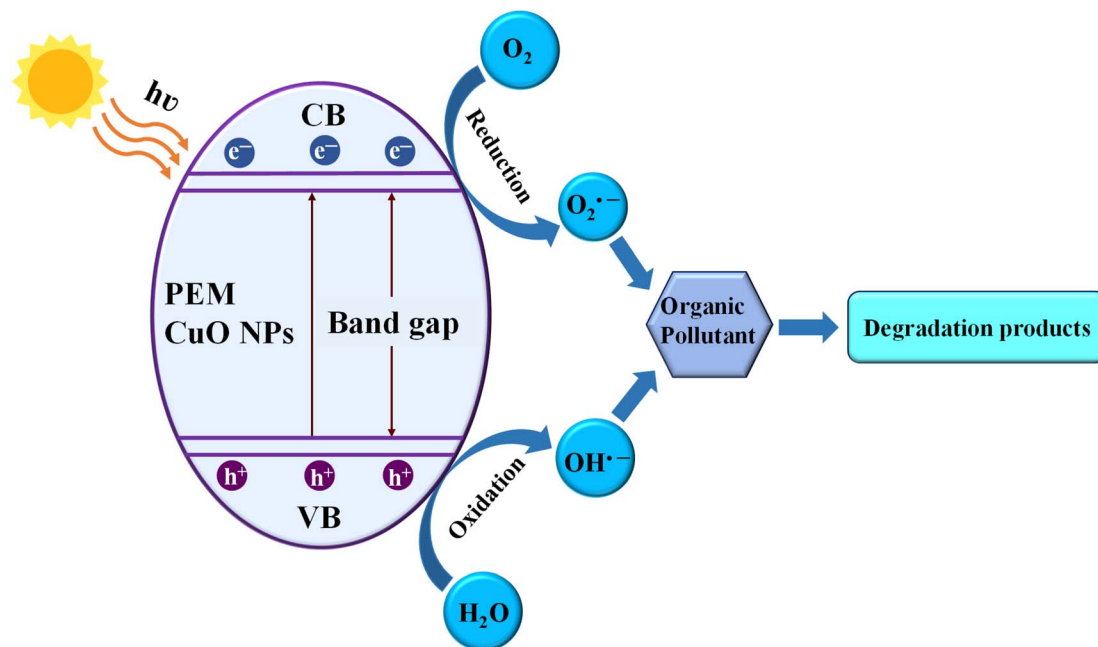 hυ
CB
e⁻ e⁻ e⁻
PEM
CuO NPs
Band gap
h⁺ h⁺ h⁺
VB
O₂
Reduction
O₂•−
Oxidation
OH•−
H₂O
Organic
Pollutant
Degradation products